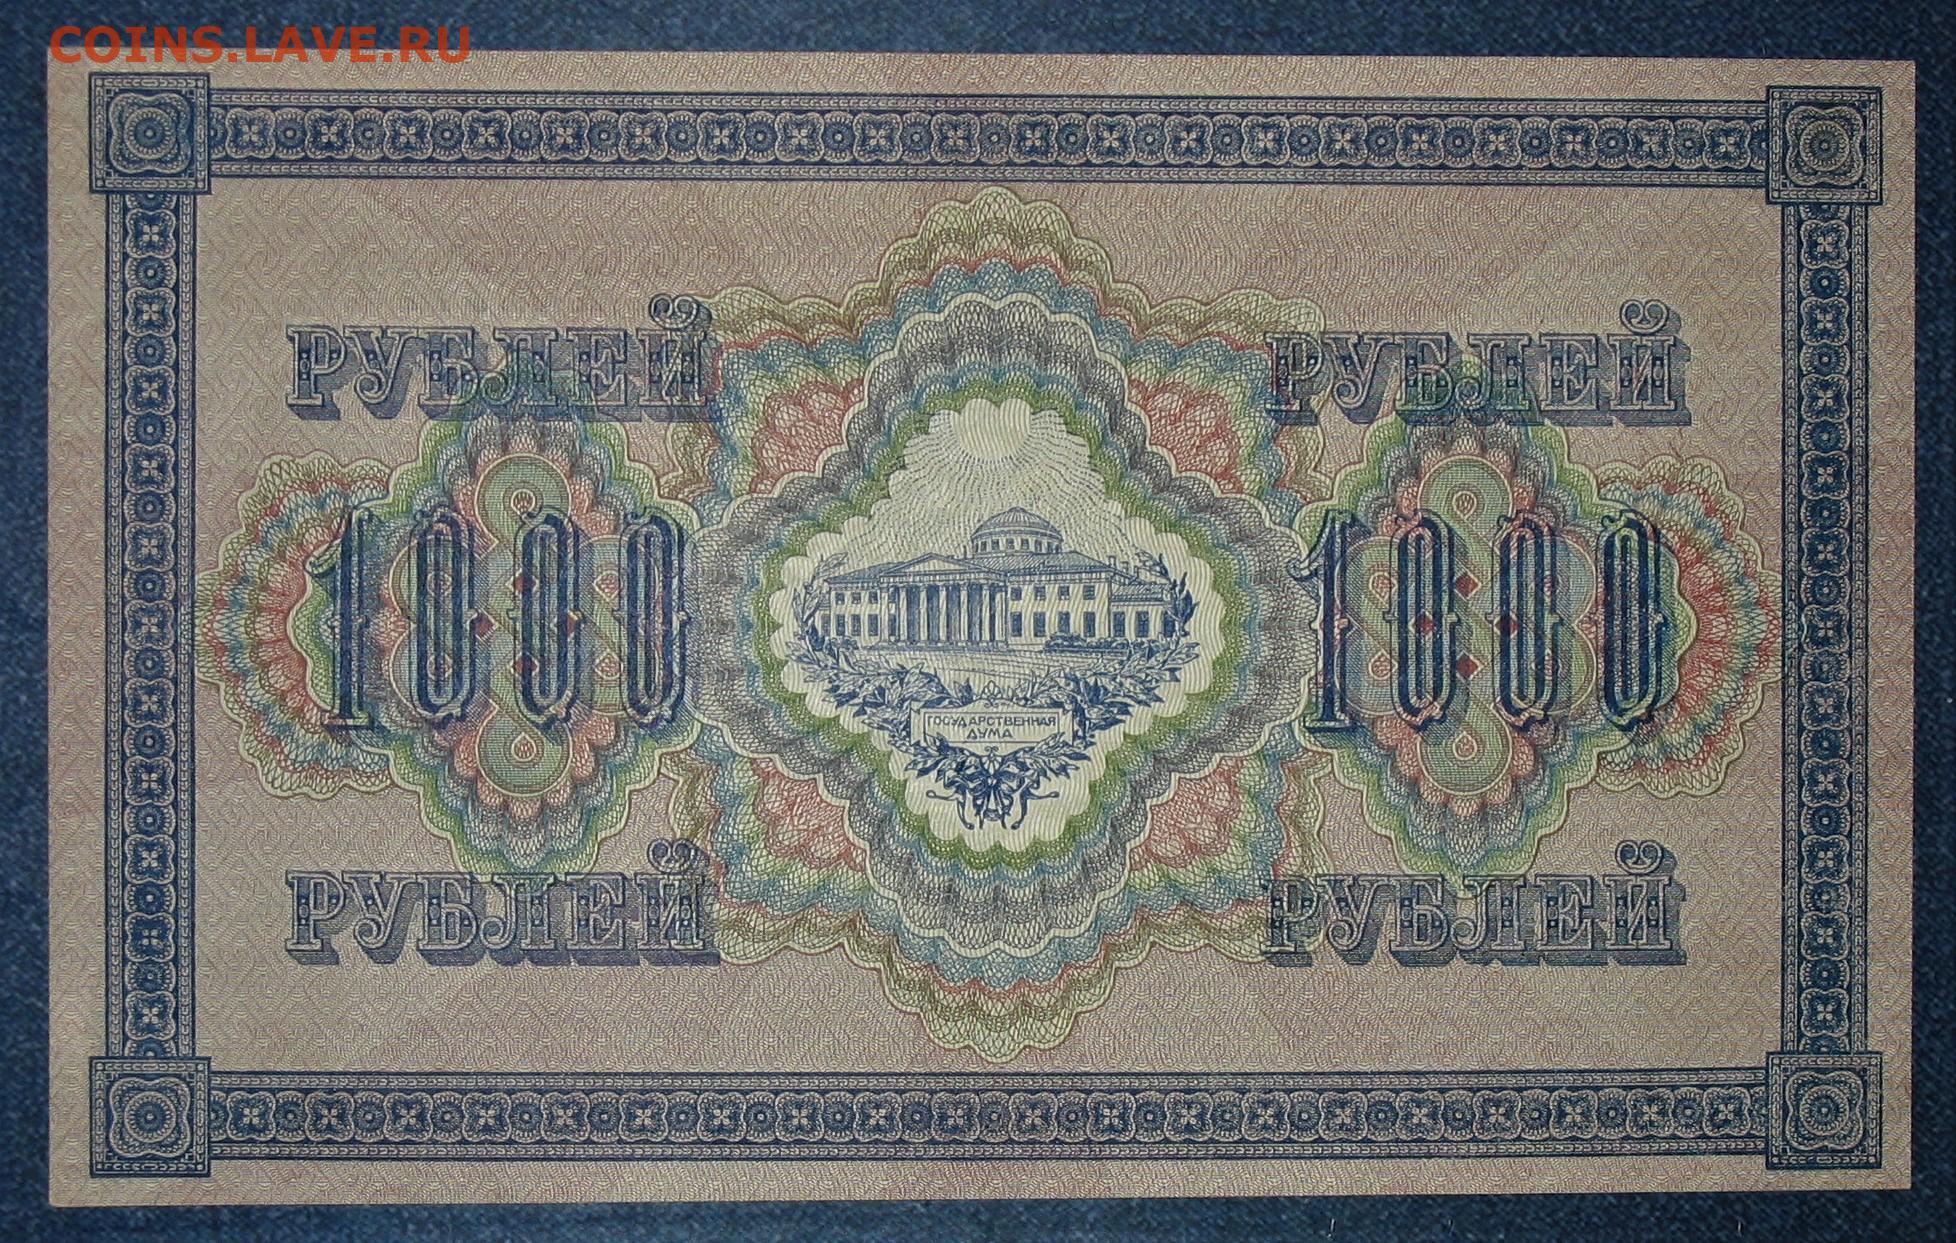 COINS.LAVE.RU
РУБЛЕЙ РУБЛЕЙ
1000 1000
ГОСУДАРСТВЕННАЯ
ДУМА
РУБЛЕЙ РУБЛЕЙ